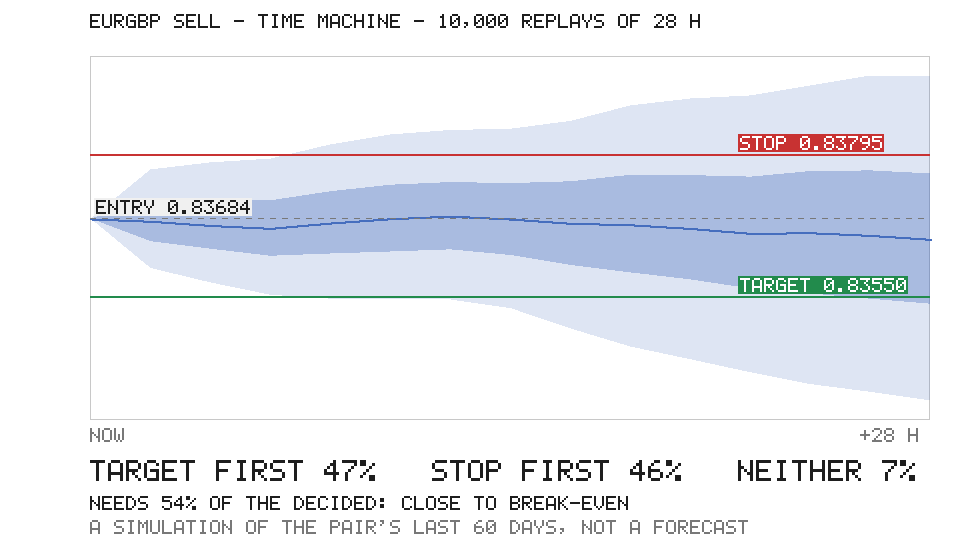 EURGBP SELL – TIME MACHINE – 10,000 REPLAYS OF 28 H
STOP 0.83795
ENTRY 0.83684
TARGET 0.83550
NOW +28 H
TARGET FIRST 47% STOP FIRST 46% NEITHER 7%
NEEDS 54% OF THE DECIDED: CLOSE TO BREAK-EVEN
A SIMULATION OF THE PAIR'S LAST 60 DAYS, NOT A FORECAST